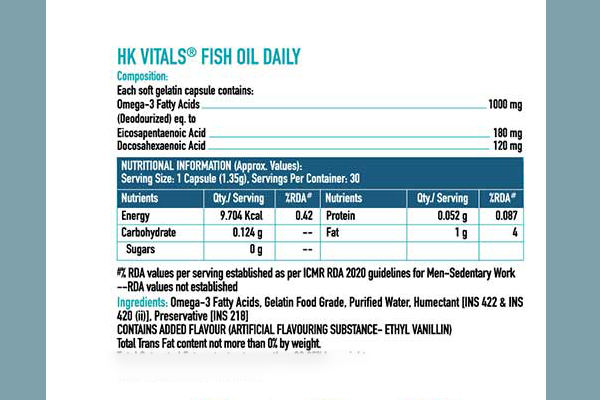 HK VITALS® FISH OIL DAILY
Composition:
Each soft gelatin capsule contains:
Omega-3 Fatty Acids 1000 mg
(Deodourized) eq. to
Eicosapentaenoic Acid 180 mg
Docosahexaenoic Acid 120 mg
NUTRITIONAL INFORMATION (Approx. Values):
Serving Size: 1 Capsule (1.35g), Servings Per Container: 30
Nutrients Qty./ Serving %RDA# Nutrients Qty./ Serving %RDA#
Energy 9.704 Kcal 0.42 Protein 0.052 g 0.087
Carbohydrate 0.124 g -- Fat 1 g 4
Sugars 0 g --
#% RDA values per serving established as per ICMR RDA 2020 guidelines for Men-Sedentary Work
--RDA values not established
Ingredients: Omega-3 Fatty Acids, Gelatin Food Grade, Purified Water, Humectant [INS 422 & INS
420 (ii)], Preservative [INS 218]
CONTAINS ADDED FLAVOUR (ARTIFICIAL FLAVOURING SUBSTANCE- ETHYL VANILLIN)
Total Trans Fat content not more than 0% by weight.